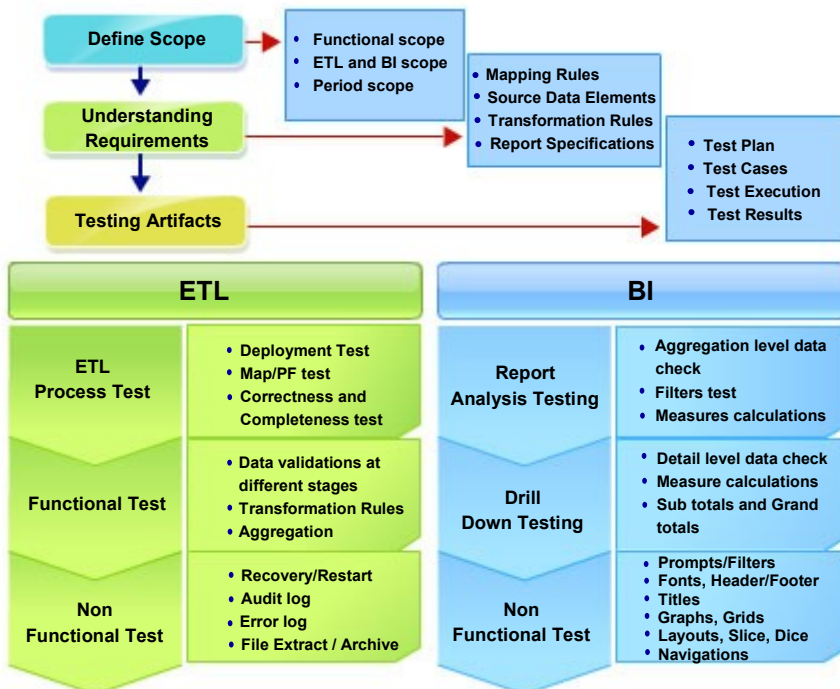 Define Scope
• Functional scope
• ETL and BI scope
• Period scope
Understanding
Requirements
• Mapping Rules
• Source Data Elements
• Transformation Rules
• Report Specifications
Testing Artifacts
• Test Plan
• Test Cases
• Test Execution
• Test Results
ETL
ETL
Process Test
• Deployment Test
• Map/PF test
• Correctness and
Completeness test
Functional Test
• Data validations at
different stages
• Transformation Rules
• Aggregation
Non
Functional Test
• Recovery/Restart
• Audit log
• Error log
• File Extract / Archive
BI
Report
Analysis Testing
• Aggregation level data
check
• Filters test
• Measures calculations
Drill
Down Testing
• Detail level data check
• Measure calculations
• Sub totals and Grand
totals
Non
Functional Test
• Prompts/Filters
• Fonts, Header/Footer
• Titles
• Graphs, Grids
• Layouts, Slice, Dice
• Navigations